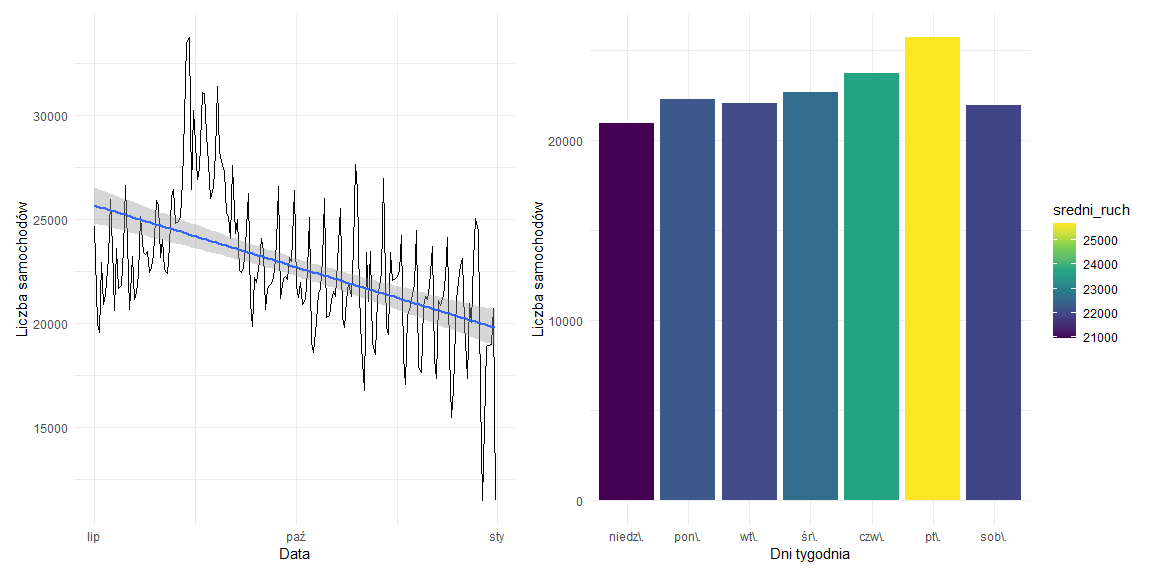 Liczba samochodów
30000
25000
20000
15000
lip
paź
sty
Data
Liczba samochodów
20000
10000
0
niedz\.
pon\.
wt\.
śr\.
czw\.
pt\.
sob\.
Dni tygodnia
sredni_ruch
25000
24000
23000
22000
21000